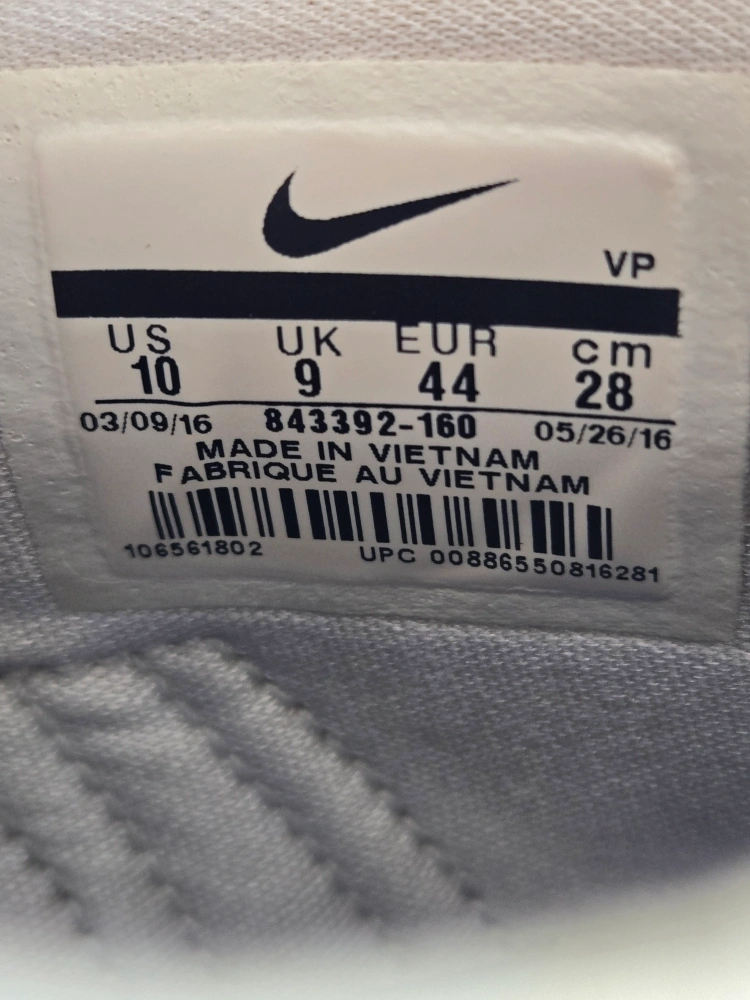 VP
US UK EUR cm
10 9 44 28
03/09/16 843392-160 05/26/16
MADE IN VIETNAM
FABRIQUE AU VIETNAM
106561802 UPC 00886550816281